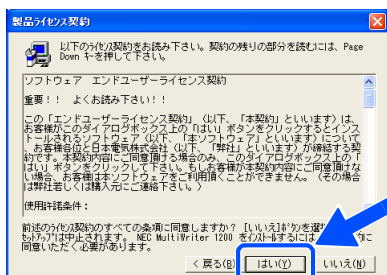 製品ライセンス契約
以下のライセンス契約をお読み下さい。契約の残りの部分を読むには、Page
Down キーを押して下さい。
ソフトウェア エンドユーザーライセンス契約
重要！！ よくお読み下さい！！
この「エンドユーザーライセンス契約」（以下、「本契約」といいます）は、
お客様がこのダイアログボックス上の「はい」ボタンをクリックするとインス
トールされるソフトウェア（以下、「本ソフトウェア」といいます）について
、お客様各位と日本電気株式会社（以下、「弊社」といいます）が締結する契
約です。本契約内容にご同意頂ける場合のみ、このダイアログボックス上の「
はい」ボタンをクリックして下さい。もしお客様が本契約内容にご同意頂けな
い場合、お客様は本ソフトウェアをご利用頂くことができません。（その場合
は弊社若しくは購入元にご連絡下さい。）
使用許諾条件：
前述のライセンス契約のすべての条項に同意しますか？ [いいえ]ボタンを選
セットアップは中止されます。 NEC MultiWriter 1200 をインストールするには
同意していただく必要があります。
< 戻る(B) はい(Y) いいえ(N)